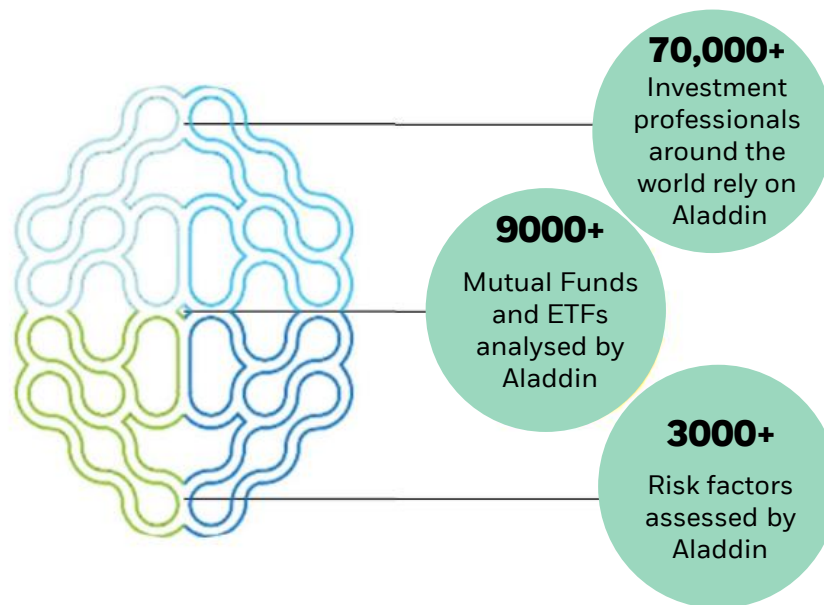 70,000+
Investment
professionals
around the
world rely on
Aladdin
9000+
Mutual Funds
and ETFs
analysed by
Aladdin
3000+
Risk factors
assessed by
Aladdin